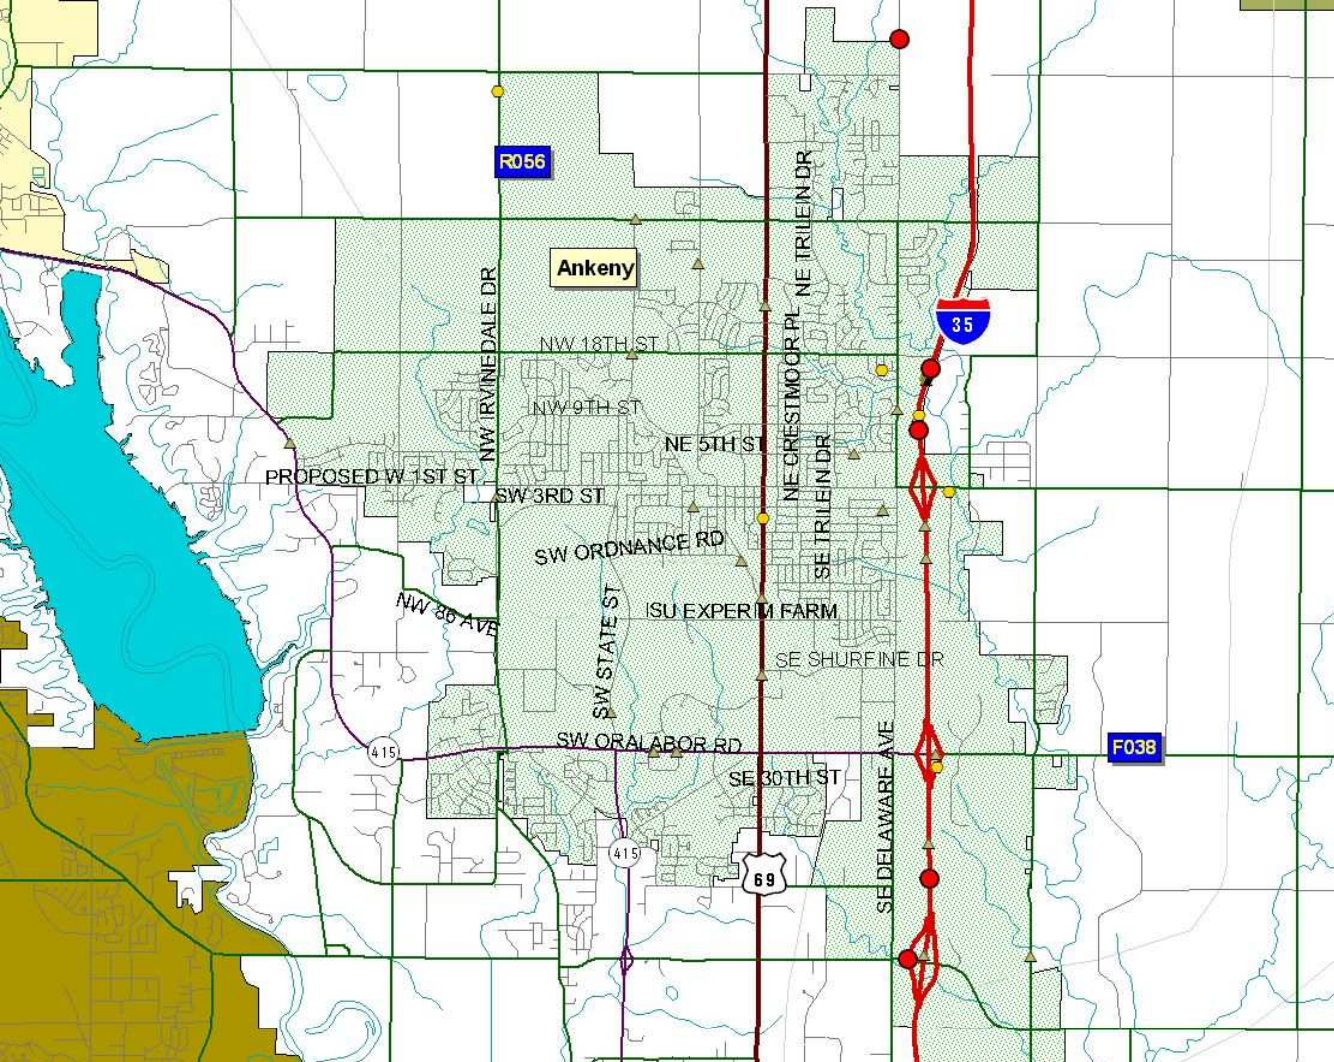 R056
NE TRILEIN DR
Ankeny
NW IRVINEDALE DR
35
NW 18TH ST
NE CRESTMOOR PL
NW 9TH ST
NE 5TH ST
PROPOSED W 1ST ST
SW 3RD ST
SE TRILEIN DR
SW ORDNANCE RD
NW 86 AVE
SW STATE ST
ISU EXPERIM FARM
SE SHURFINE DR
415
SW ORALABOR RD
F038
SE 30TH ST
SE DELAWARE AVE
415
69